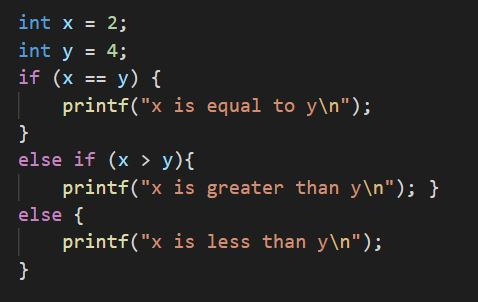 int x = 2;
int y = 4;
if (x == y) {
    printf("x is equal to y\n");
}
else if (x > y){
    printf("x is greater than y\n"); }
else {
    printf("x is less than y\n");
}